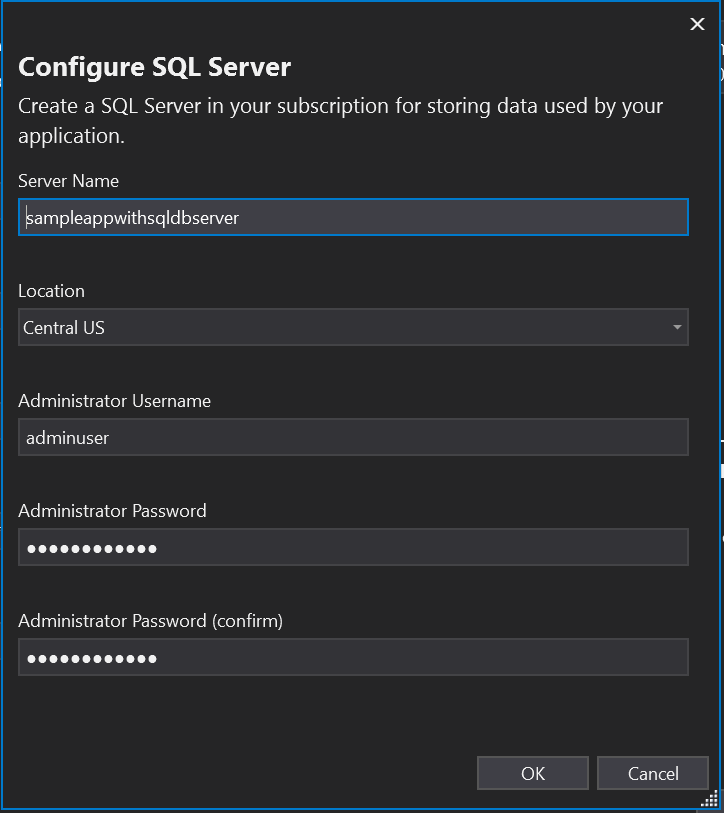 Configure SQL Server
Create a SQL Server in your subscription for storing data used by your
application.
Server Name
sampleappwithsqldbserver
Location
Central US
Administrator Username
adminuser
Administrator Password
●●●●●●●●●●●●
Administrator Password (confirm)
●●●●●●●●●●●●
OK
Cancel